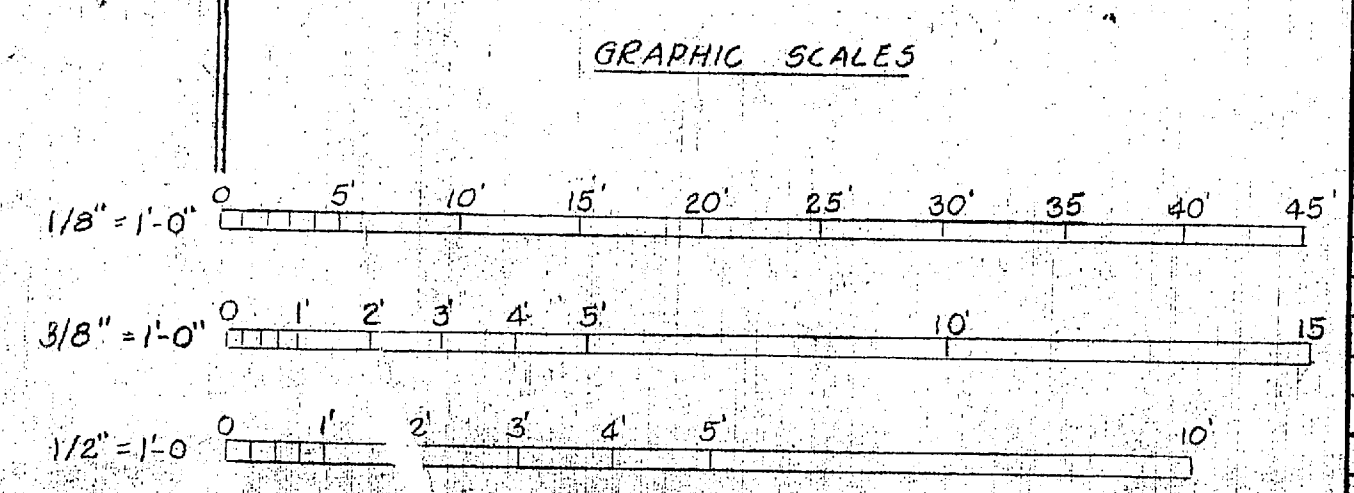 GRAPHIC SCALES
1/8" = 1'-0" 0 5' 10' 15' 20' 25' 30' 35 40' 45'
3/8" = 1'-0" 0 1' 2' 3' 4' 5' 10' 15
1/2" = 1'-0 0 1' 2' 3' 4' 5' 10'